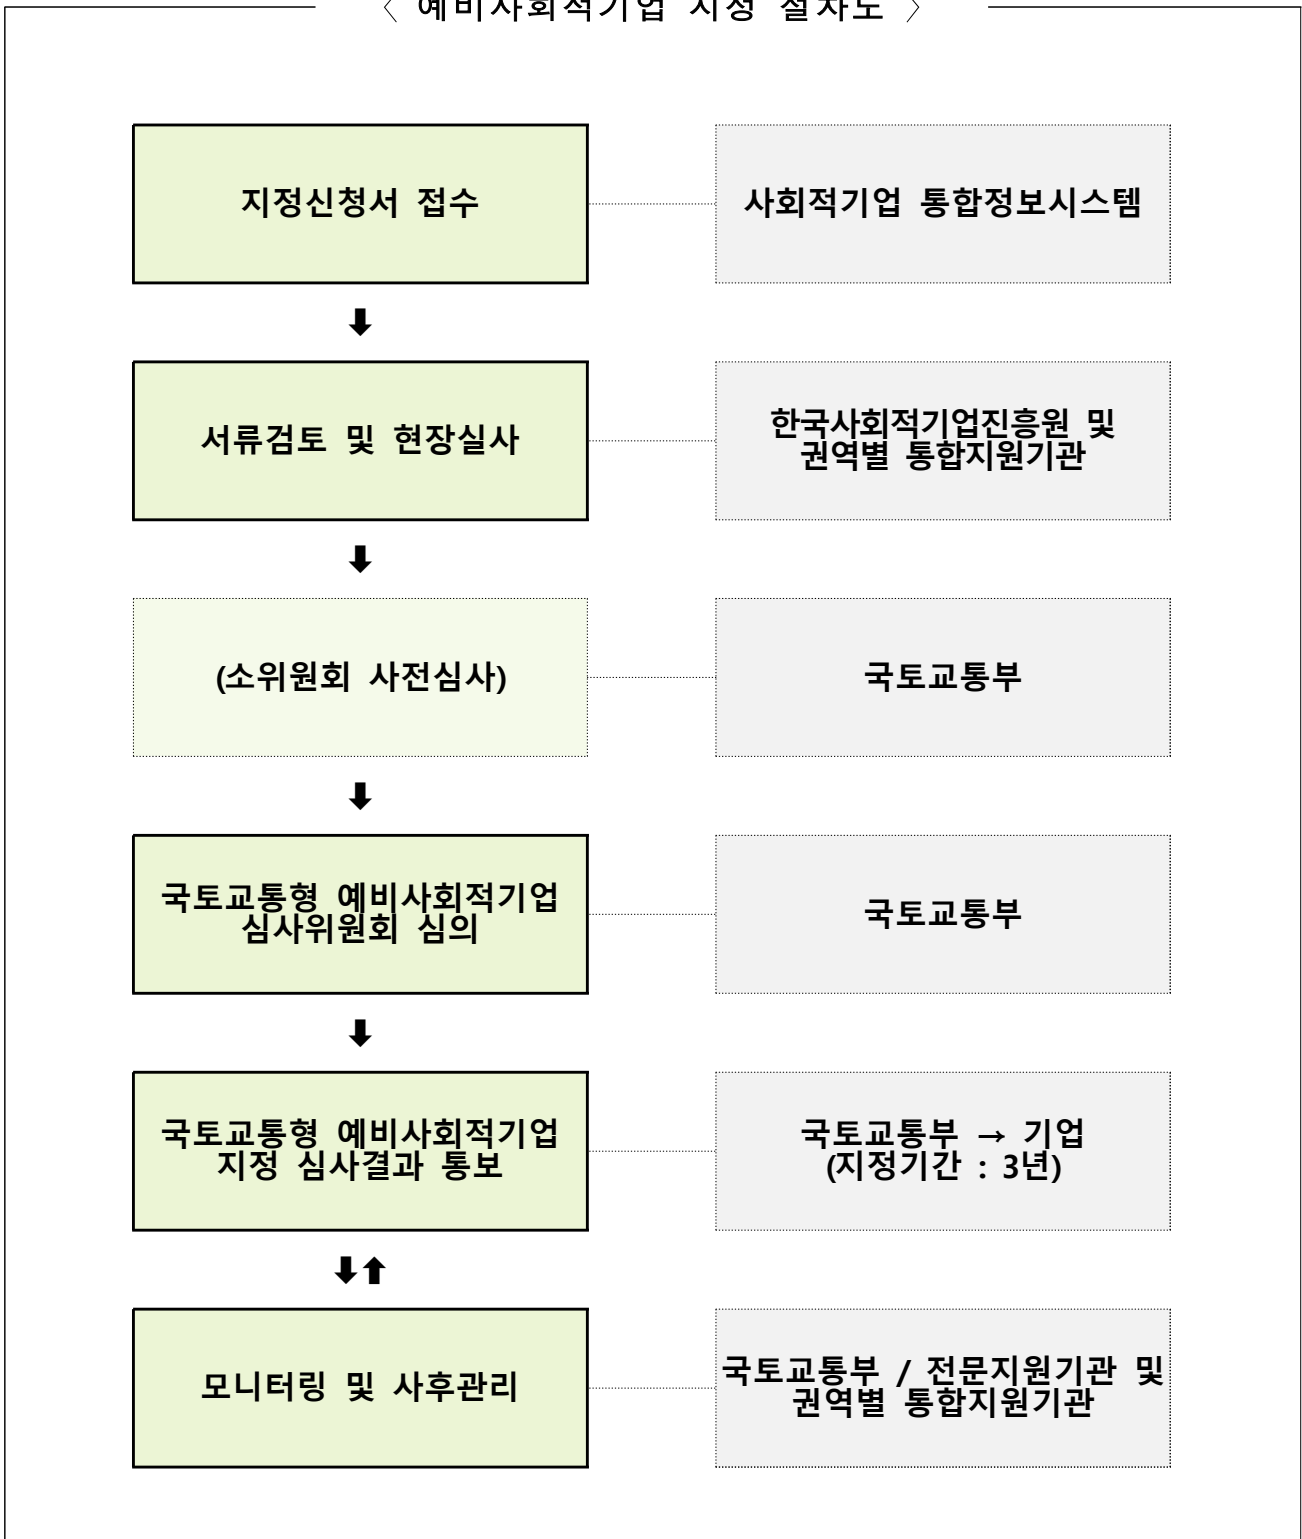 〈 예비사회적기업 지정 절차도 〉
지정신청서 접수
사회적기업 통합정보시스템
서류검토 및 현장실사
한국사회적기업진흥원 및
권역별 통합지원기관
(소위원회 사전심사)
국토교통부
국토교통형 예비사회적기업
심사위원회 심의
국토교통부
국토교통형 예비사회적기업
지정 심사결과 통보
국토교통부 → 기업
(지정기간 : 3년)
모니터링 및 사후관리
국토교통부 / 전문지원기관 및
권역별 통합지원기관